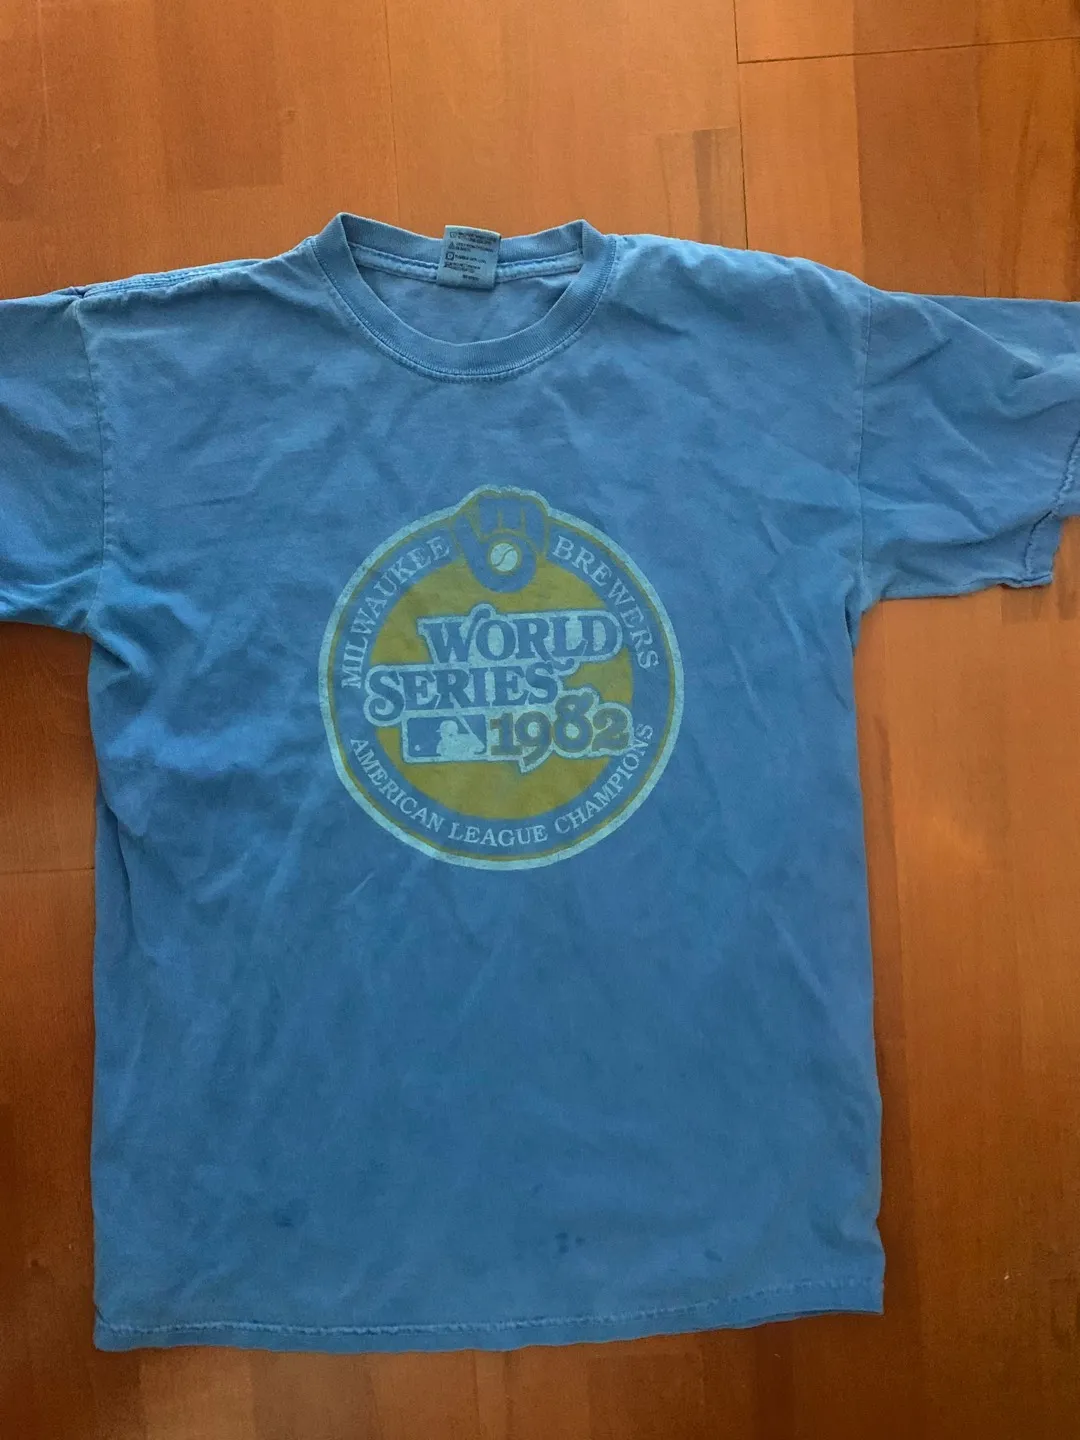 MILWAUKEE BREWERS
WORLD
SERIES
1982
AMERICAN LEAGUE CHAMPIONS